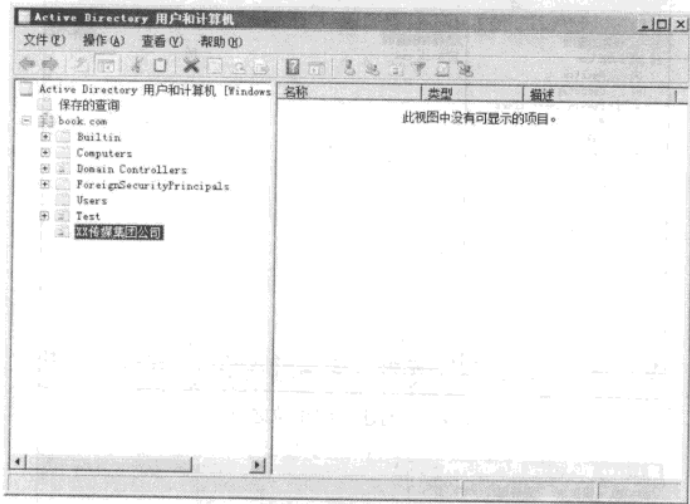 Active Directory 用户和计算机
文件(F) 操作(A) 查看(V) 帮助(H)
Active Directory 用户和计算机 [Windows
名称 类型 描述
保存的查询
此视图中没有可显示的项目。
book.com
Builtin
Computers
Domain Controllers
ForeignSecurityPrincipals
Users
Test
XX传媒集团公司